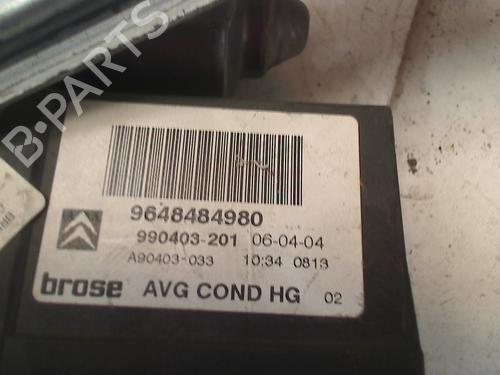 B-PARTS
9648484980
990403-201 06-04-04
A90403-033 10:34 0813
brose AVG COND HG 02